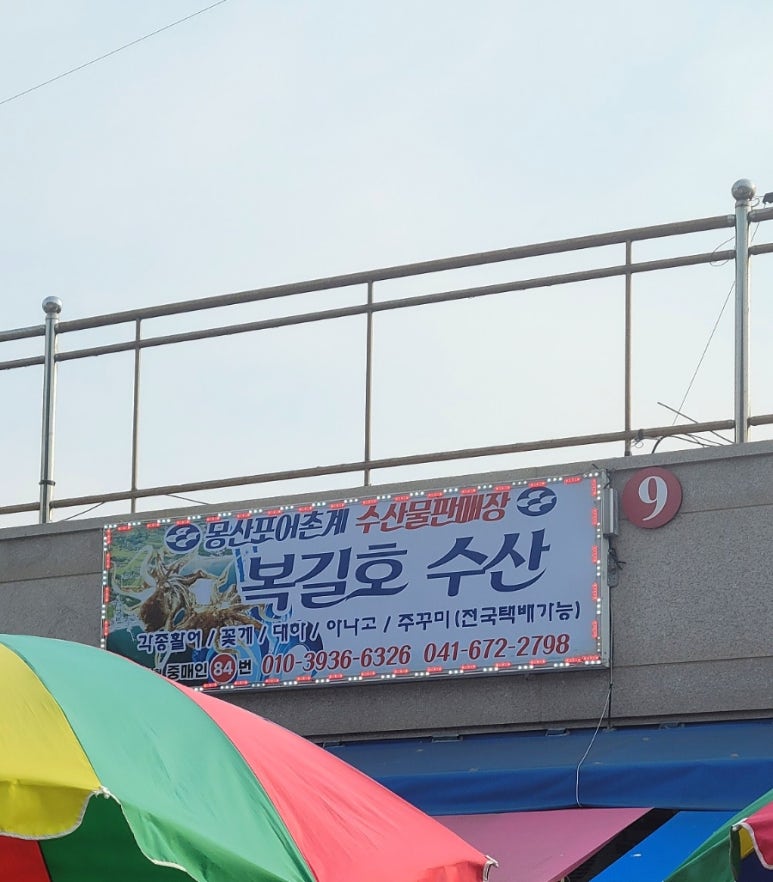 몽산포어촌계 수산물판매장
9
복길호 수산
각종활어 / 꽃게 / 대하 / 아나고 / 주꾸미 (전국택배가능)
중매인 84번 010-3936-6326 041-672-2798